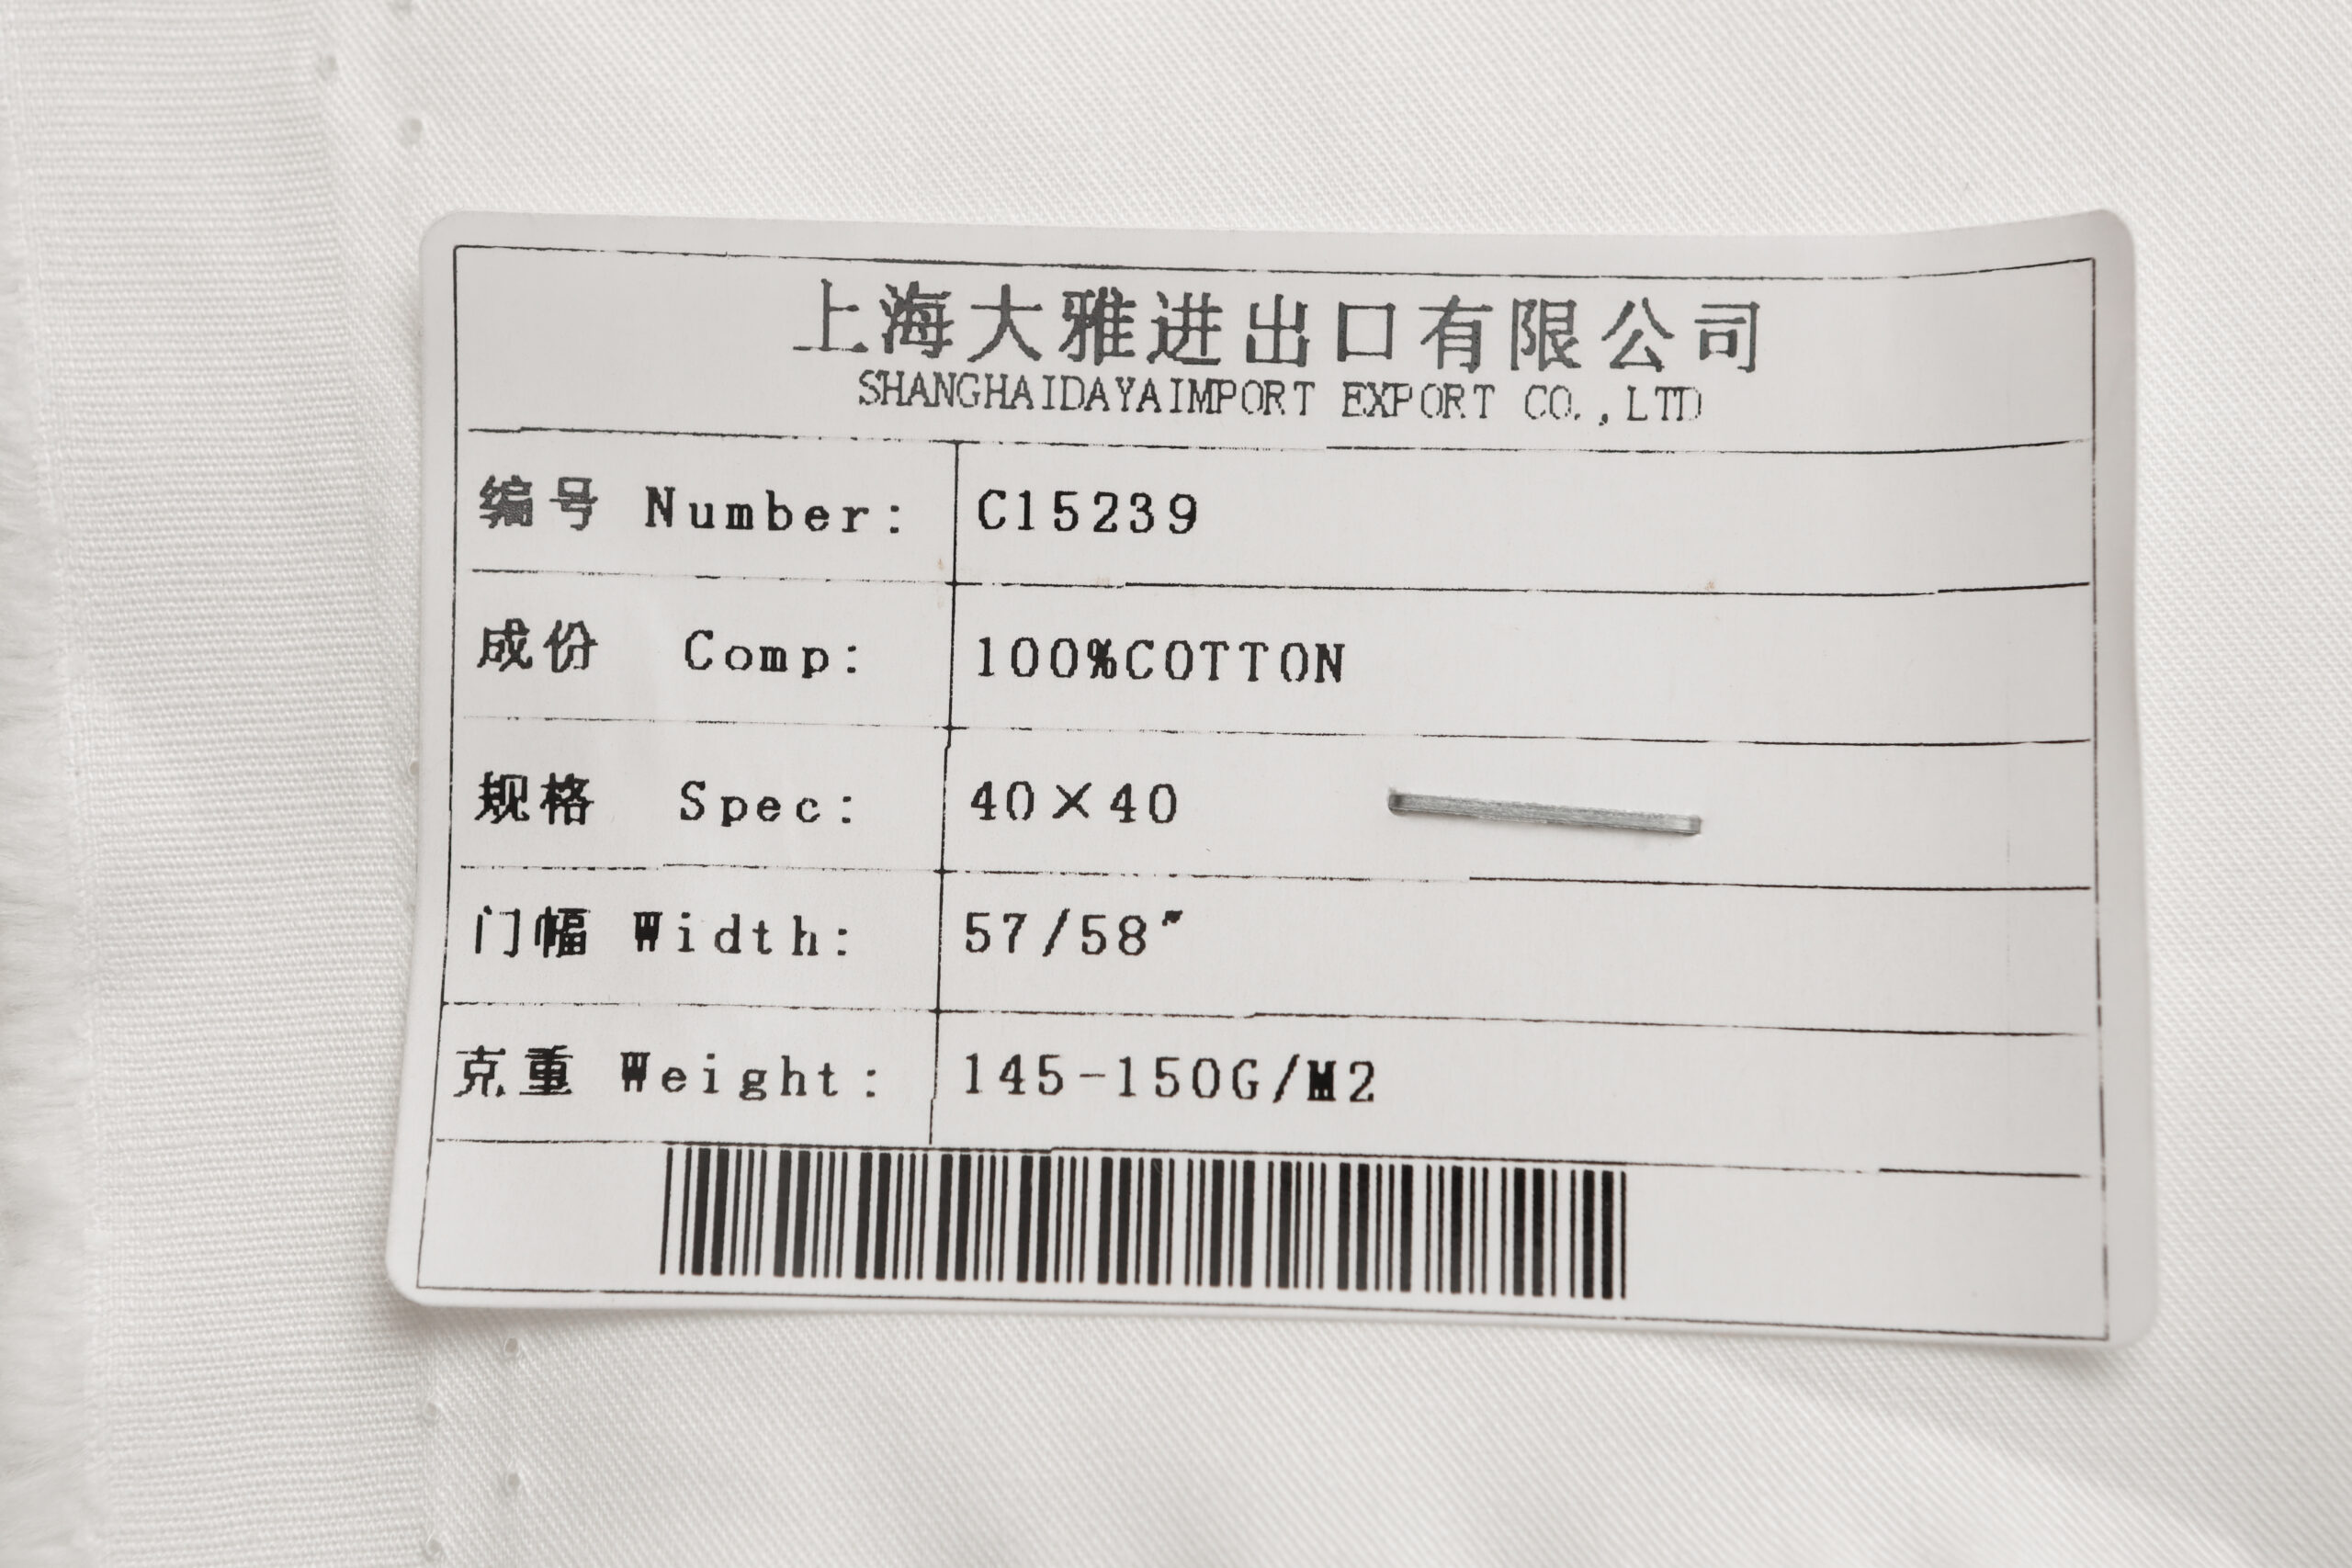 上海大雅进出口有限公司
SHANGHAIDAYAIMPORT EXPORT CO.,LTD
编号 Number: C15239
成份 Comp: 100%COTTON
规格 Spec: 40×40
门幅 Width: 57/58″
克重 Weight: 145-150G/M2